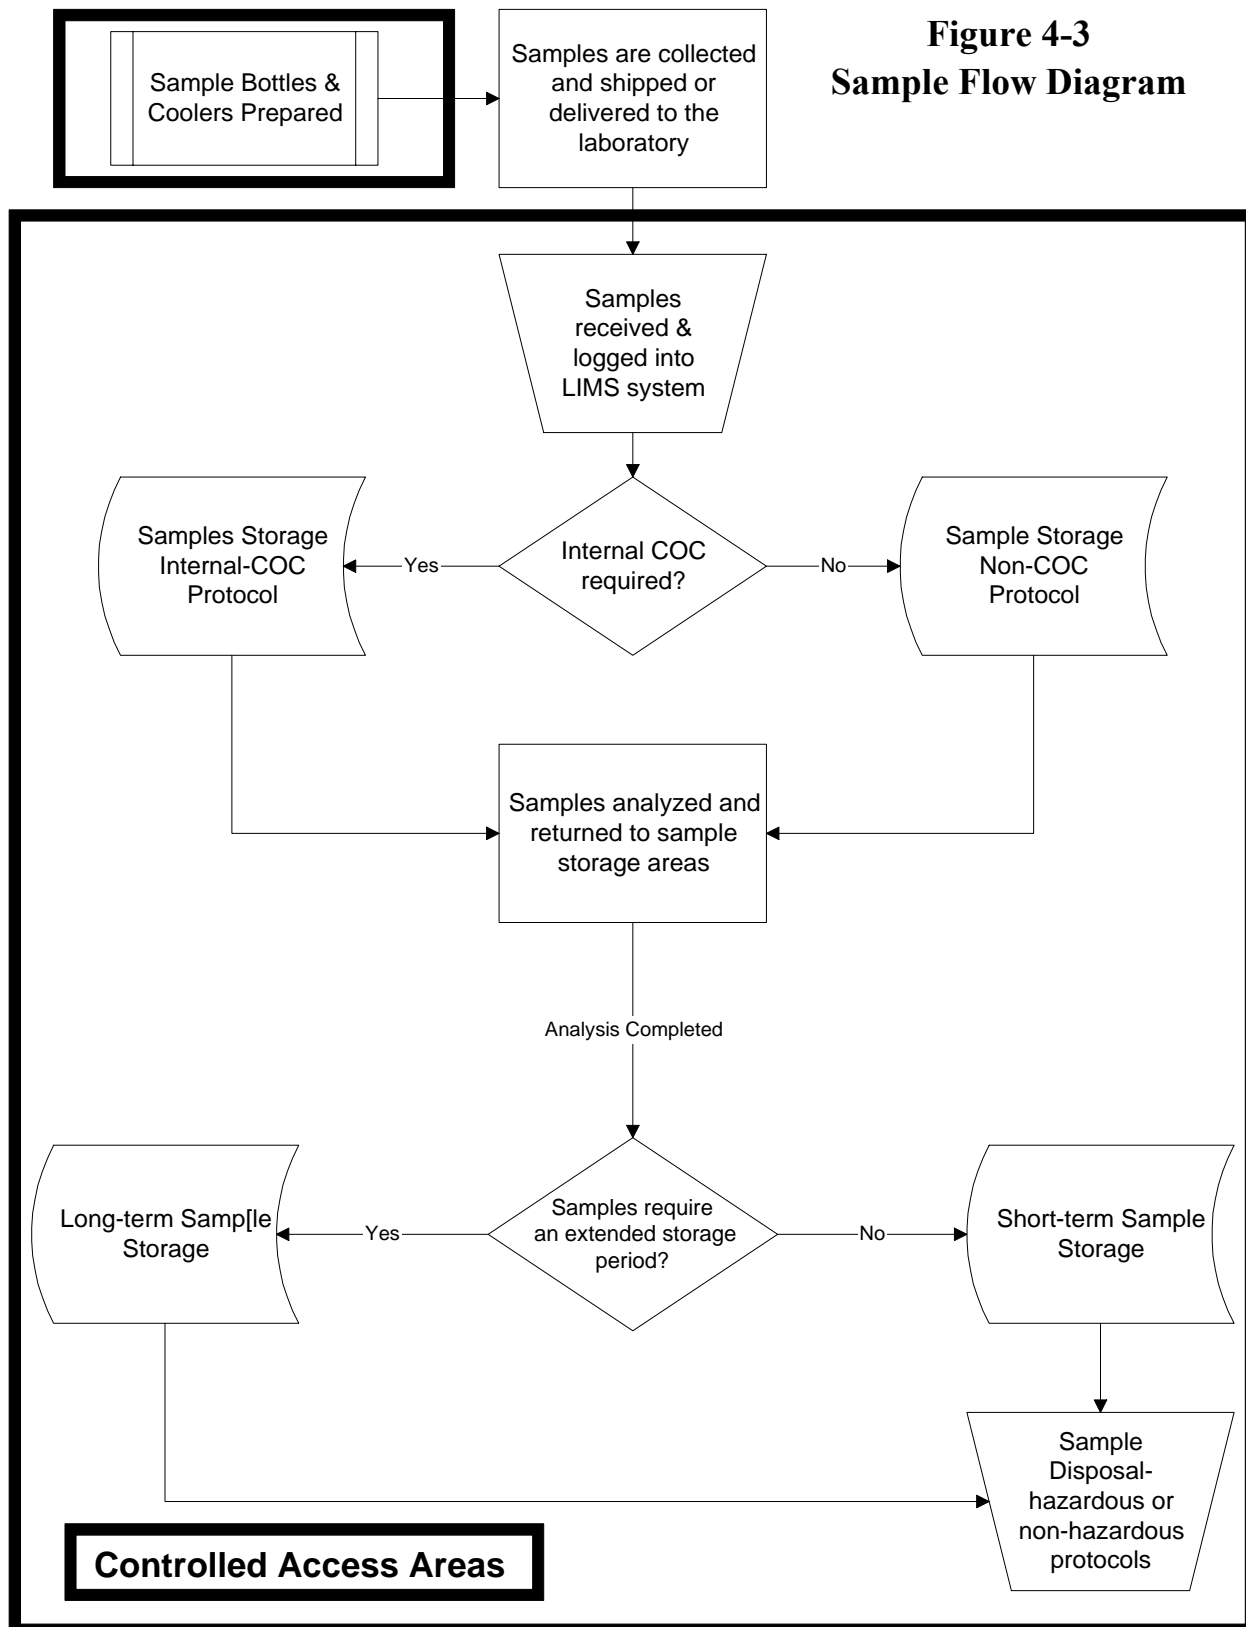 Figure 4-3
Sample Flow Diagram
Sample Bottles &
Coolers Prepared
Samples are collected
and shipped or
delivered to the
laboratory
Samples
received &
logged into
LIMS system
Samples Storage
Internal-COC
Protocol
Yes
Internal COC
required?
No
Sample Storage
Non-COC
Protocol
Samples analyzed and
returned to sample
storage areas
Analysis Completed
Long-term Samp[le
Storage
Yes
Samples require
an extended storage
period?
No
Short-term Sample
Storage
Sample
Disposal-
hazardous or
non-hazardous
protocols
Controlled Access Areas